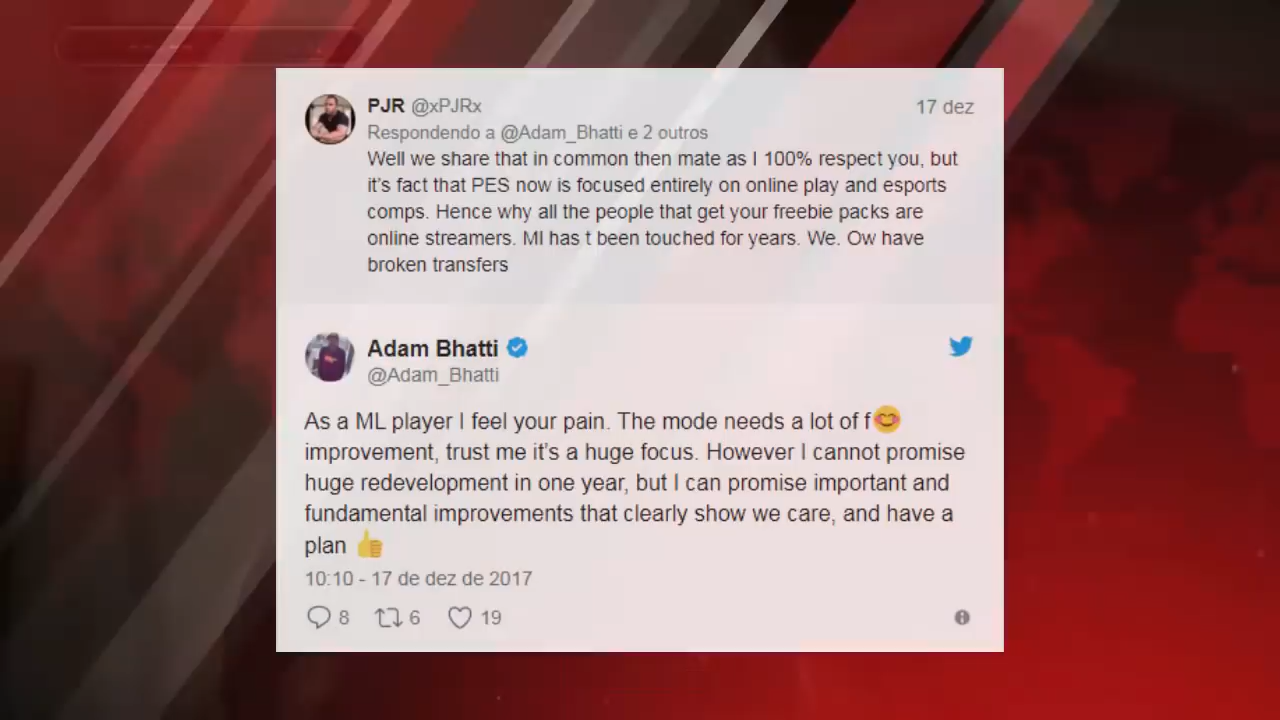 PJR @xPJRx 17 dez
Respondendo a @Adam_Bhatti e 2 outros
Well we share that in common then mate as I 100% respect you, but
it's fact that PES now is focused entirely on online play and esports
comps. Hence why all the people that get your freebie packs are
online streamers. Ml has t been touched for years. We. Ow have
broken transfers
Adam Bhatti
@Adam_Bhatti
As a ML player I feel your pain. The mode needs a lot of f😊
improvement, trust me it's a huge focus. However I cannot promise
huge redevelopment in one year, but I can promise important and
fundamental improvements that clearly show we care, and have a
plan 👍
10:10 - 17 de dez de 2017
8 6 19